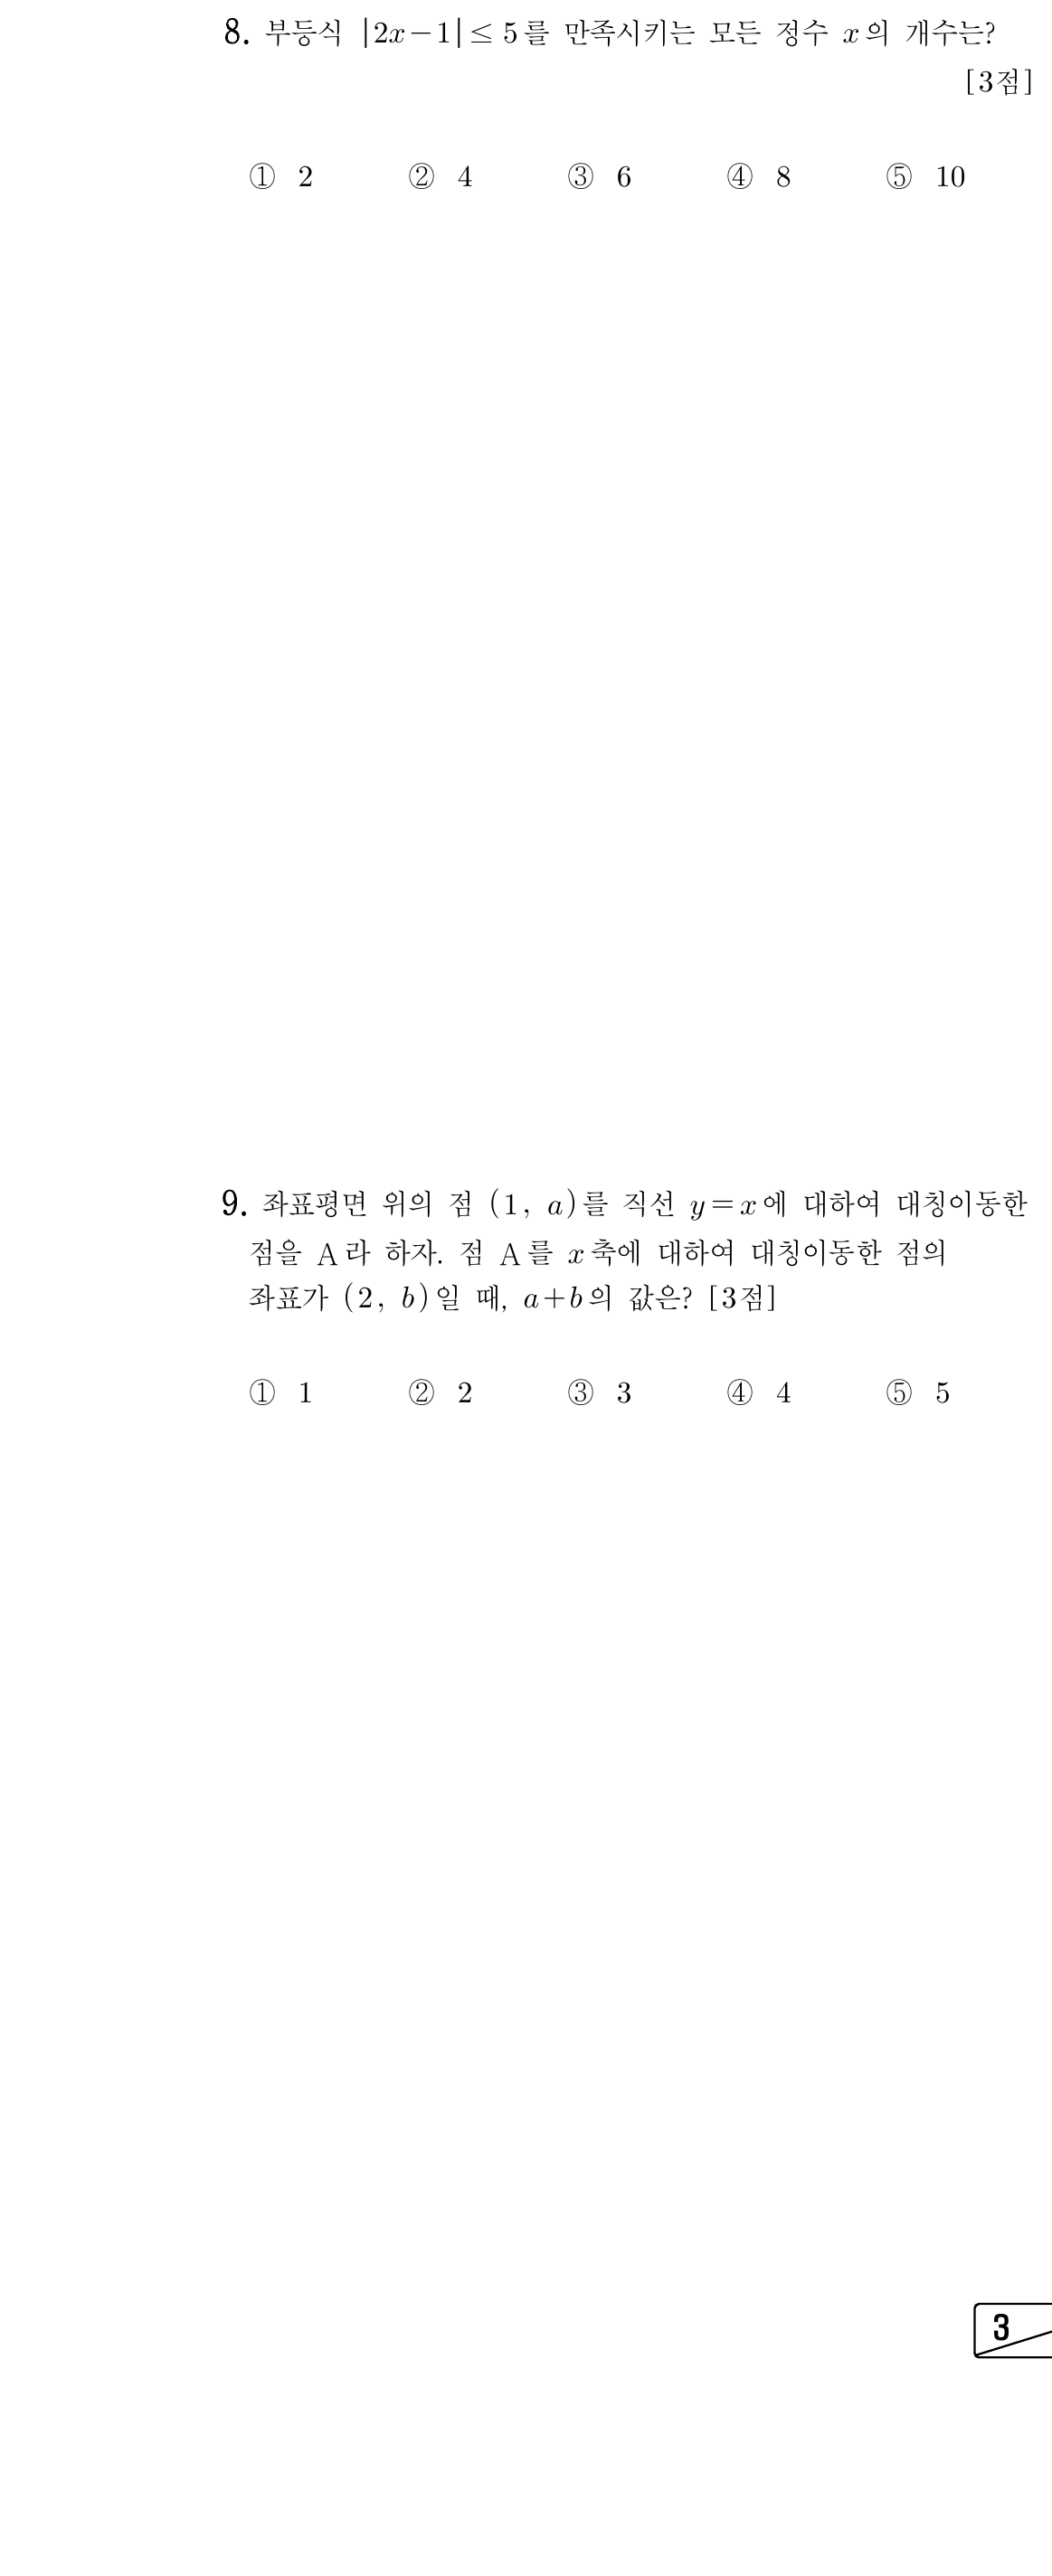 8. 부등식 |2x-1| ≤ 5를 만족시키는 모든 정수 x의 개수는?
[3점]
① 2 ② 4 ③ 6 ④ 8 ⑤ 10
9. 좌표평면 위의 점 (1, a)를 직선 y=x에 대하여 대칭이동한
점을 A라 하자. 점 A를 x축에 대하여 대칭이동한 점의
좌표가 (2, b)일 때, a+b의 값은? [3점]
① 1 ② 2 ③ 3 ④ 4 ⑤ 5
3